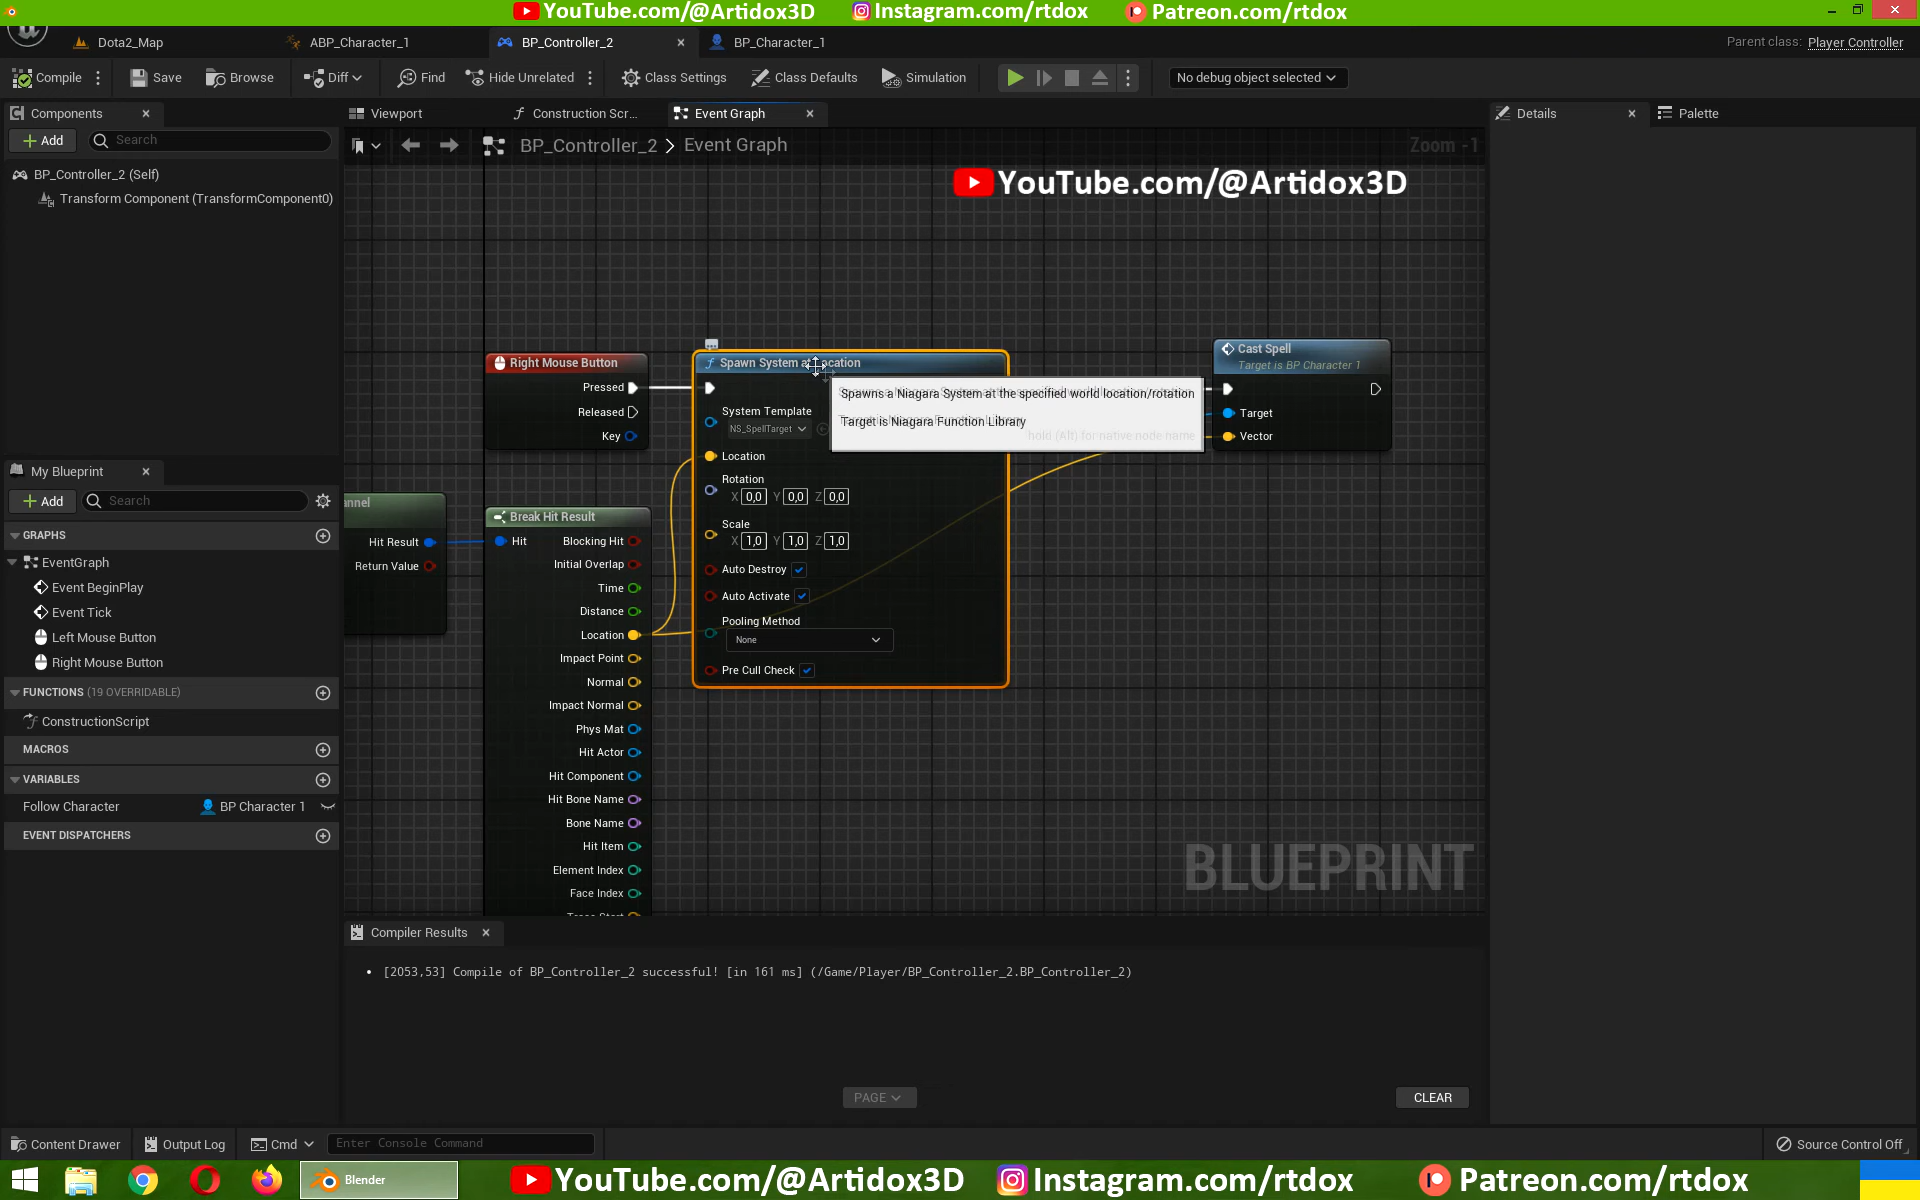 YouTube.com/@Artidox3D Instagram.com/rtdox Patreon.com/rtdox
Dota2_Map ABP_Character_1 BP_Controller_2 BP_Character_1 Parent class: Player Controller
Compile Save Browse Diff Find Hide Unrelated Class Settings Class Defaults Simulation No debug object selected
Components Viewport Construction Scr... Event Graph Details Palette
Add Search
BP_Controller_2 > Event Graph Zoom -1
BP_Controller_2 (Self)
Transform Component (TransformComponent0)
YouTube.com/@Artidox3D
Right Mouse Button
Pressed
Released
Key
Spawn System at Location
System Template
NS_SpellTarget
Location
Rotation
X 0,0 Y 0,0 Z 0,0
Scale
X 1,0 Y 1,0 Z 1,0
Auto Destroy
Auto Activate
Pooling Method
None
Pre Cull Check
Spawns a Niagara System at the specified world location/rotation
Target is Niagara Function Library
hold (Alt) for native node name
Cast Spell
Target is BP Character 1
Target
Vector
annel
Hit Result
Return Value
Break Hit Result
Hit Blocking Hit
Initial Overlap
Time
Distance
Location
Impact Point
Normal
Impact Normal
Phys Mat
Hit Actor
Hit Component
Hit Bone Name
Bone Name
Hit Item
Element Index
Face Index
BLUEPRINT
My Blueprint
Add Search
GRAPHS
EventGraph
Event BeginPlay
Event Tick
Left Mouse Button
Right Mouse Button
FUNCTIONS (19 OVERRIDABLE)
ConstructionScript
MACROS
VARIABLES
Follow Character BP Character 1
EVENT DISPATCHERS
Compiler Results
[2053,53] Compile of BP_Controller_2 successful! [in 161 ms] (/Game/Player/BP_Controller_2.BP_Controller_2)
PAGE CLEAR
Content Drawer Output Log Cmd Enter Console Command Source Control Off
Blender YouTube.com/@Artidox3D Instagram.com/rtdox Patreon.com/rtdox